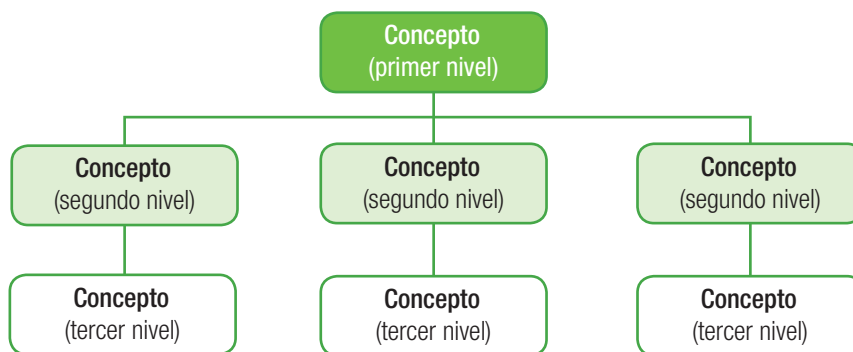 Concepto
(primer nivel)
Concepto
(segundo nivel)
Concepto
(segundo nivel)
Concepto
(segundo nivel)
Concepto
(tercer nivel)
Concepto
(tercer nivel)
Concepto
(tercer nivel)